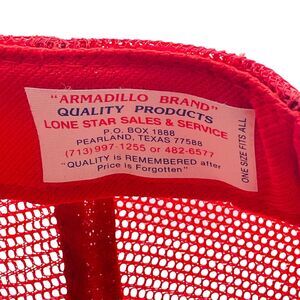 "ARMADILLO BRAND"
QUALITY PRODUCTS
LONE STAR SALES & SERVICE
P.O. BOX 1888
PEARLAND, TEXAS 77588
(713) 997-1255 or 482-6577
"QUALITY is REMEMBERED after
Price is Forgotten"
ONE SIZE FITS ALL